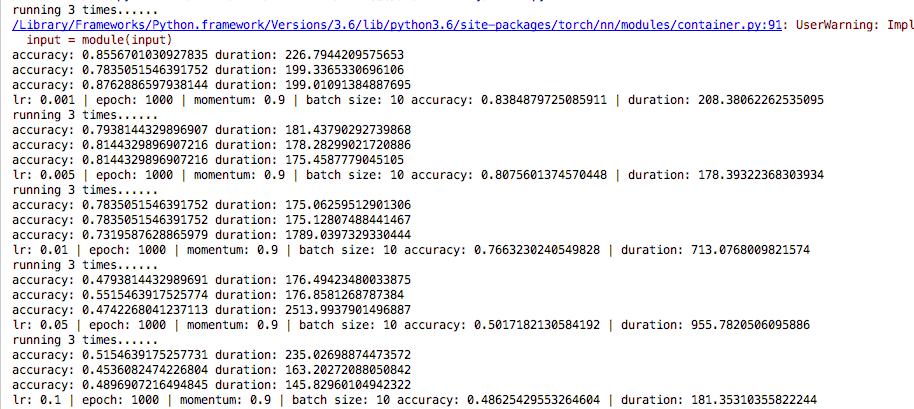 running 3 times......
/Library/Frameworks/Python.framework/Versions/3.6/lib/python3.6/site-packages/torch/nn/modules/container.py:91: UserWarning: Impl
input = module(input)
accuracy: 0.8556701030927835 duration: 226.7944209575653
accuracy: 0.7835051546391752 duration: 199.3365330696106
accuracy: 0.8762886597938144 duration: 199.01091384887695
lr: 0.001 | epoch: 1000 | momentum: 0.9 | batch size: 10 accuracy: 0.8384879725085911 | duration: 208.38062262535095
running 3 times......
accuracy: 0.7938144329896907 duration: 181.43790292739868
accuracy: 0.8144329896907216 duration: 178.28299021720886
accuracy: 0.8144329896907216 duration: 175.4587779045105
lr: 0.005 | epoch: 1000 | momentum: 0.9 | batch size: 10 accuracy: 0.8075601374570448 | duration: 178.39322368303934
running 3 times......
accuracy: 0.7835051546391752 duration: 175.06259512901306
accuracy: 0.7835051546391752 duration: 175.12807488441467
accuracy: 0.7319587628865979 duration: 1789.0397329330444
lr: 0.01 | epoch: 1000 | momentum: 0.9 | batch size: 10 accuracy: 0.7663230240549828 | duration: 713.0768009821574
running 3 times......
accuracy: 0.4793814432989691 duration: 176.49423480033875
accuracy: 0.5515463917525774 duration: 176.8581268787384
accuracy: 0.4742268041237113 duration: 2513.9937901496887
lr: 0.05 | epoch: 1000 | momentum: 0.9 | batch size: 10 accuracy: 0.5017182130584192 | duration: 955.7820506095886
running 3 times......
accuracy: 0.5154639175257731 duration: 235.02698874473572
accuracy: 0.4536082474226804 duration: 163.20272088050842
accuracy: 0.4896907216494845 duration: 145.82960104942322
lr: 0.1 | epoch: 1000 | momentum: 0.9 | batch size: 10 accuracy: 0.48625429553264604 | duration: 181.35310355822244